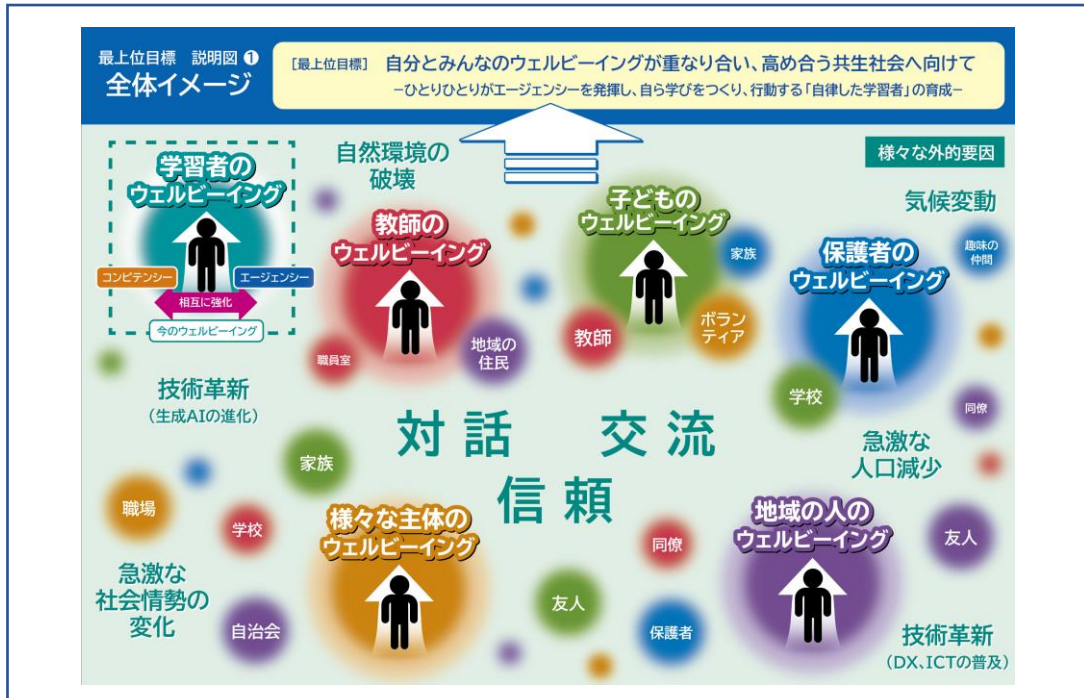 最上位目標 説明図 ❶
全体イメージ
[最上位目標] 自分とみんなのウェルビーイングが重なり合い、高め合う共生社会へ向けて
−ひとりひとりがエージェンシーを発揮し、自ら学びをつくり、行動する「自律した学習者」の育成−
様々な外的要因
学習者の
ウェルビーイング
コンピテンシー
エージェンシー
相互に強化
今のウェルビーイング
自然環境の
破壊
教師の
ウェルビーイング
職員室
地域の
住民
子どもの
ウェルビーイング
家族
教師
ボラン
ティア
気候変動
保護者の
ウェルビーイング
趣味の
仲間
学校
同僚
技術革新
(生成AIの進化)
対話 交流
信頼
急激な
人口減少
家族
職場
学校
様々な主体の
ウェルビーイング
同僚
地域の人の
ウェルビーイング
友人
急激な
社会情勢の
変化
自治会
友人
保護者
技術革新
(DX、ICTの普及)